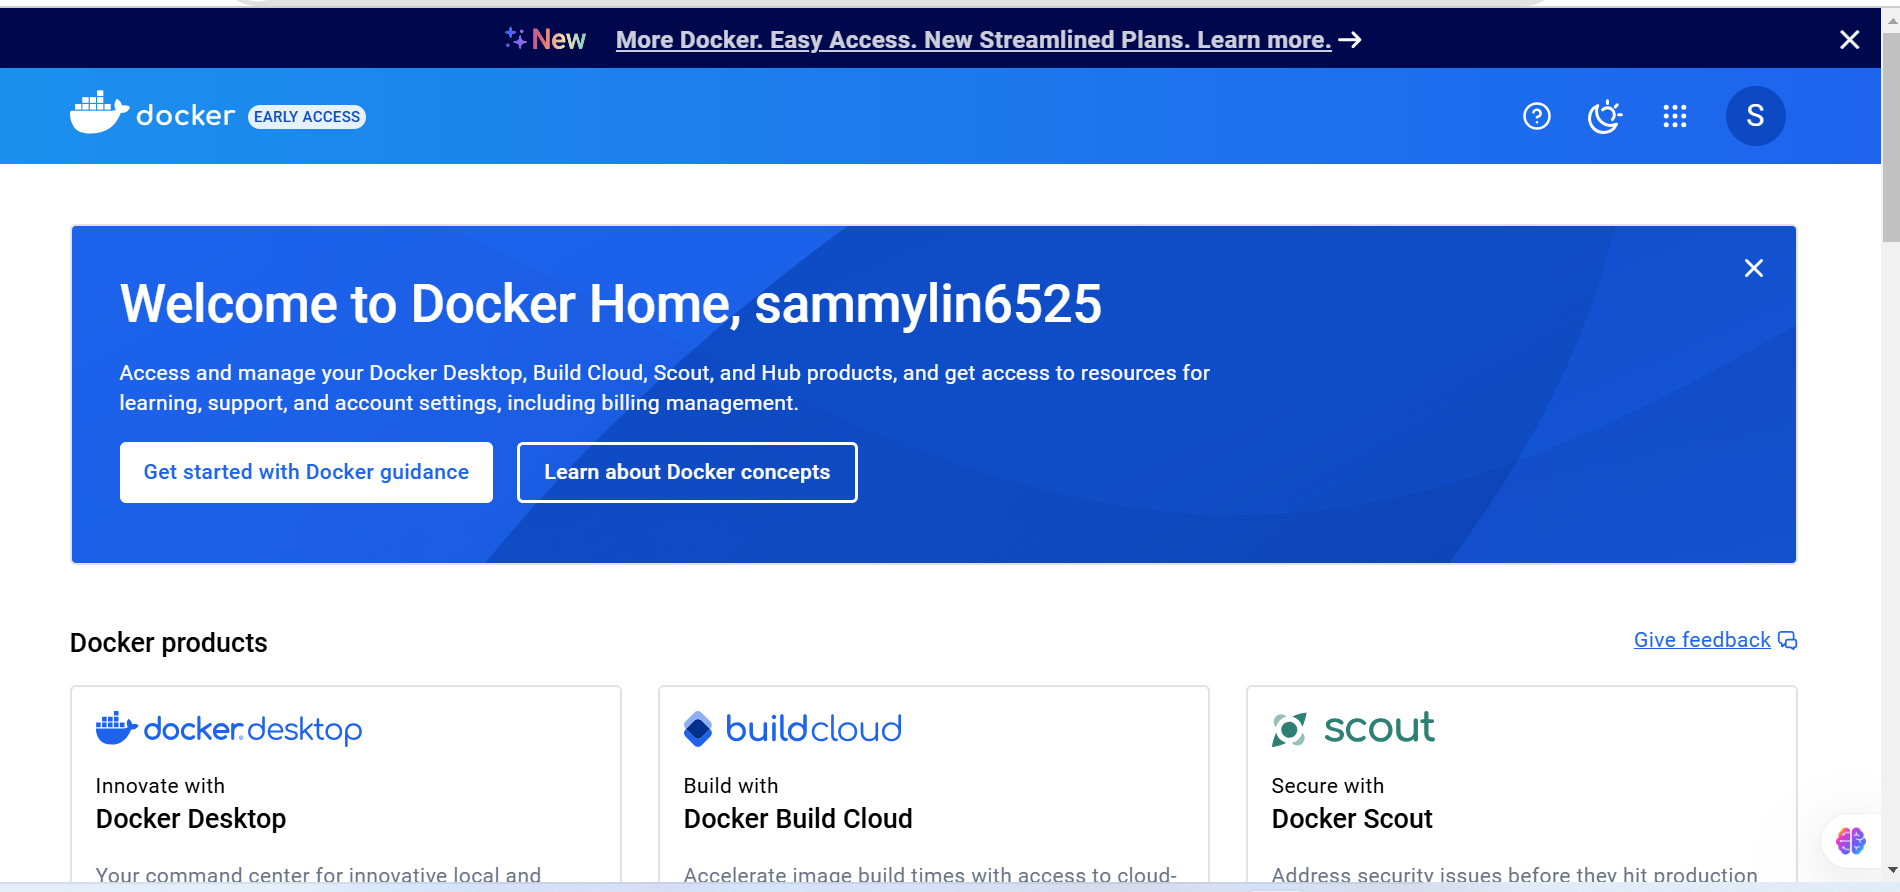 New More Docker. Easy Access. New Streamlined Plans. Learn more.
docker EARLY ACCESS
S
Welcome to Docker Home, sammylin6525
Access and manage your Docker Desktop, Build Cloud, Scout, and Hub products, and get access to resources for
learning, support, and account settings, including billing management.
Get started with Docker guidance
Learn about Docker concepts
Docker products
Give feedback
docker desktop
Innovate with
Docker Desktop
Your command center for innovative local and
build cloud
Build with
Docker Build Cloud
Accelerate image build times with access to cloud-
scout
Secure with
Docker Scout
Address security issues before they hit production